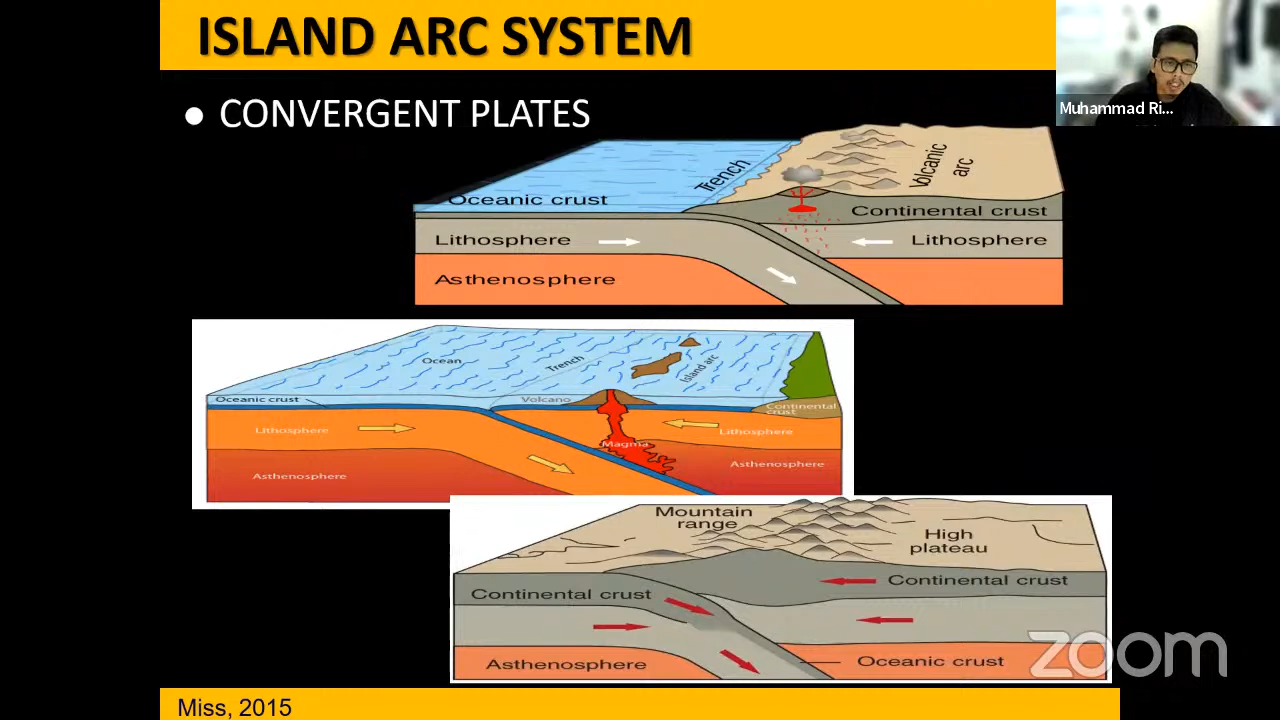 ISLAND ARC SYSTEM
Muhammad Ri...
● CONVERGENT PLATES
Trench
Volcanic
arc
Oceanic crust
Continental crust
Lithosphere
Lithosphere
Asthenosphere
Ocean
Trench
Island arc
Oceanic crust
Volcano
Continental
crust
Lithosphere
Lithosphere
Magma
Asthenosphere
Asthenosphere
Mountain
range
High
plateau
Continental crust
Continental crust
Asthenosphere
Oceanic crust
zoom
Miss, 2015